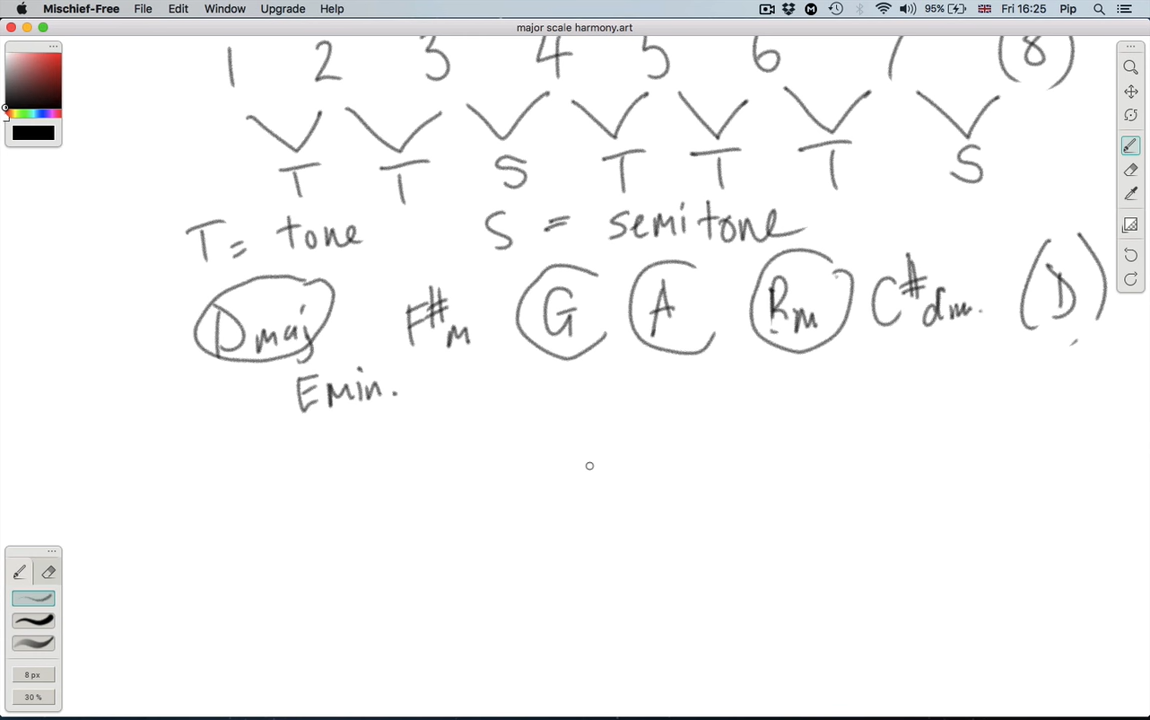 Mischief-Free File Edit Window Upgrade Help 95% Fri 16:25 Pip
major scale harmony.art
1 2 3 4 5 6 7 (8)
T T S T T T S
T= tone S = semitone
Dmaj F#m G A Bm C#dm. (D)
Emin.
8 px
30 %